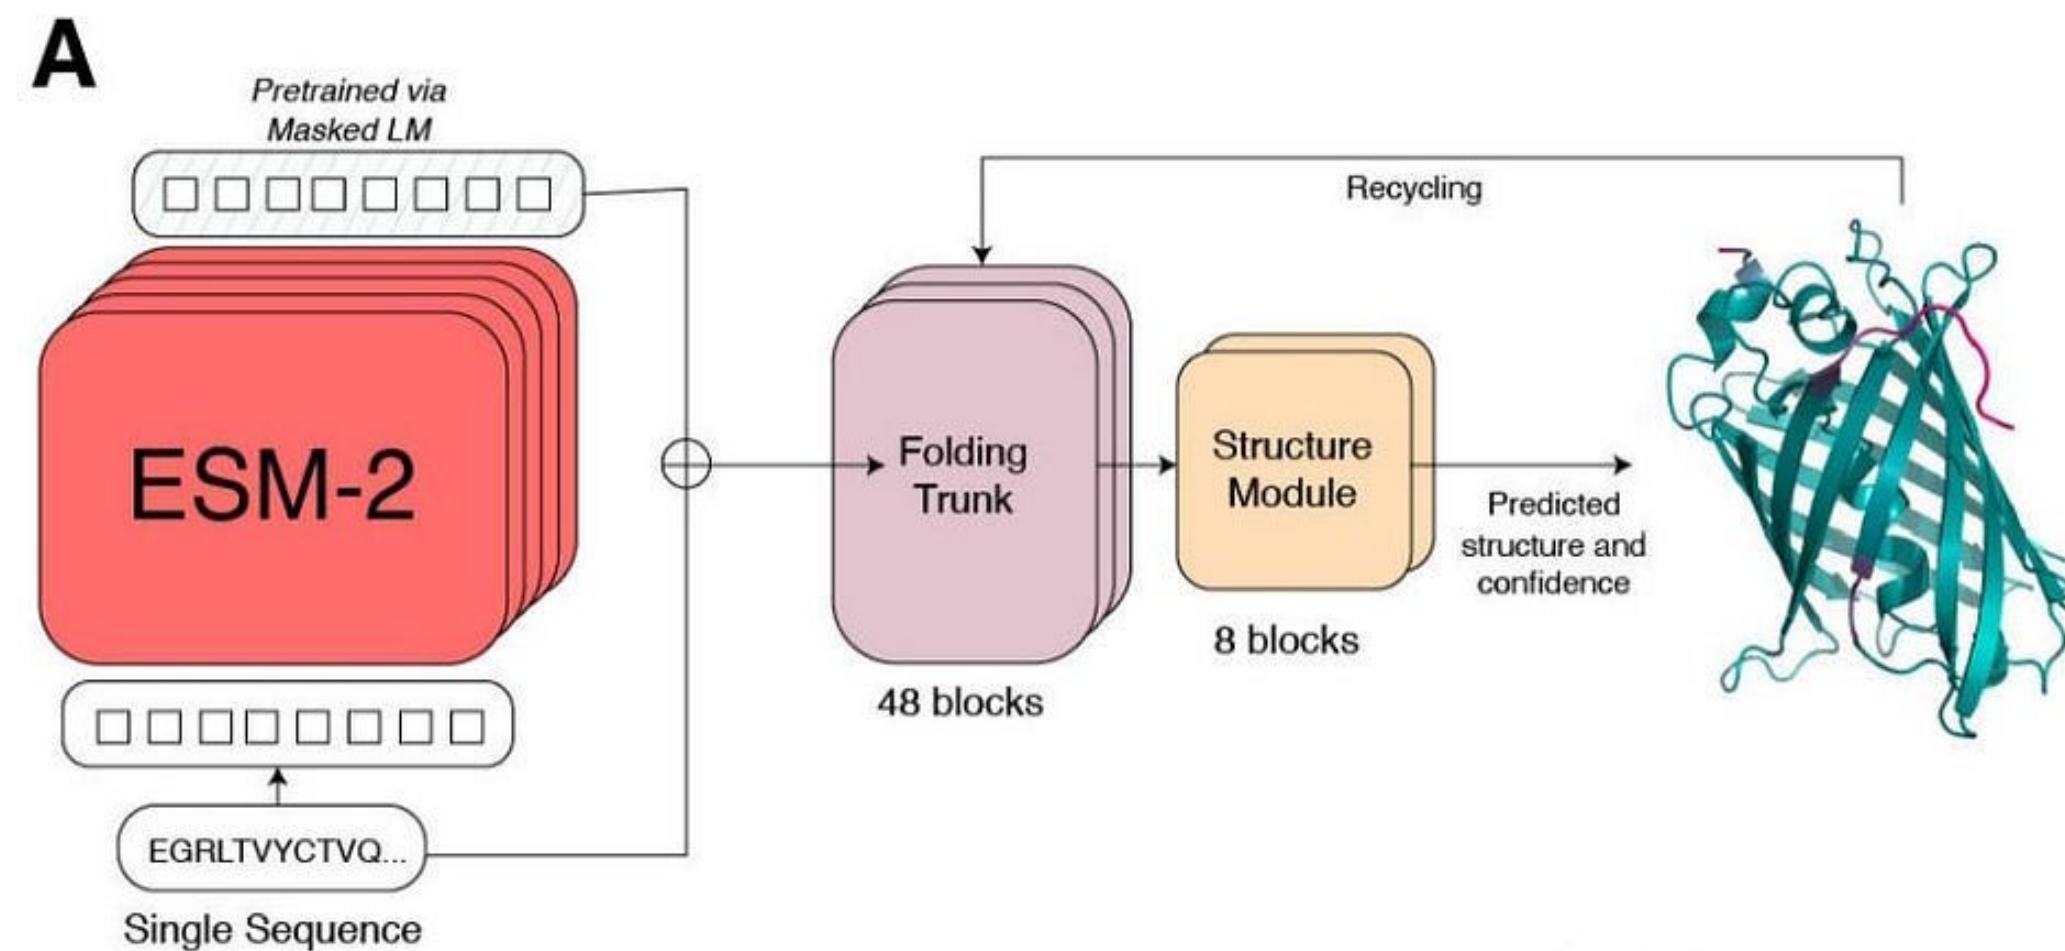 A
Pretrained via
Masked LM
ESM-2
EGRLTVYCTVQ...
Single Sequence
Recycling
Folding
Trunk
48 blocks
Structure
Module
8 blocks
Predicted
structure and
confidence